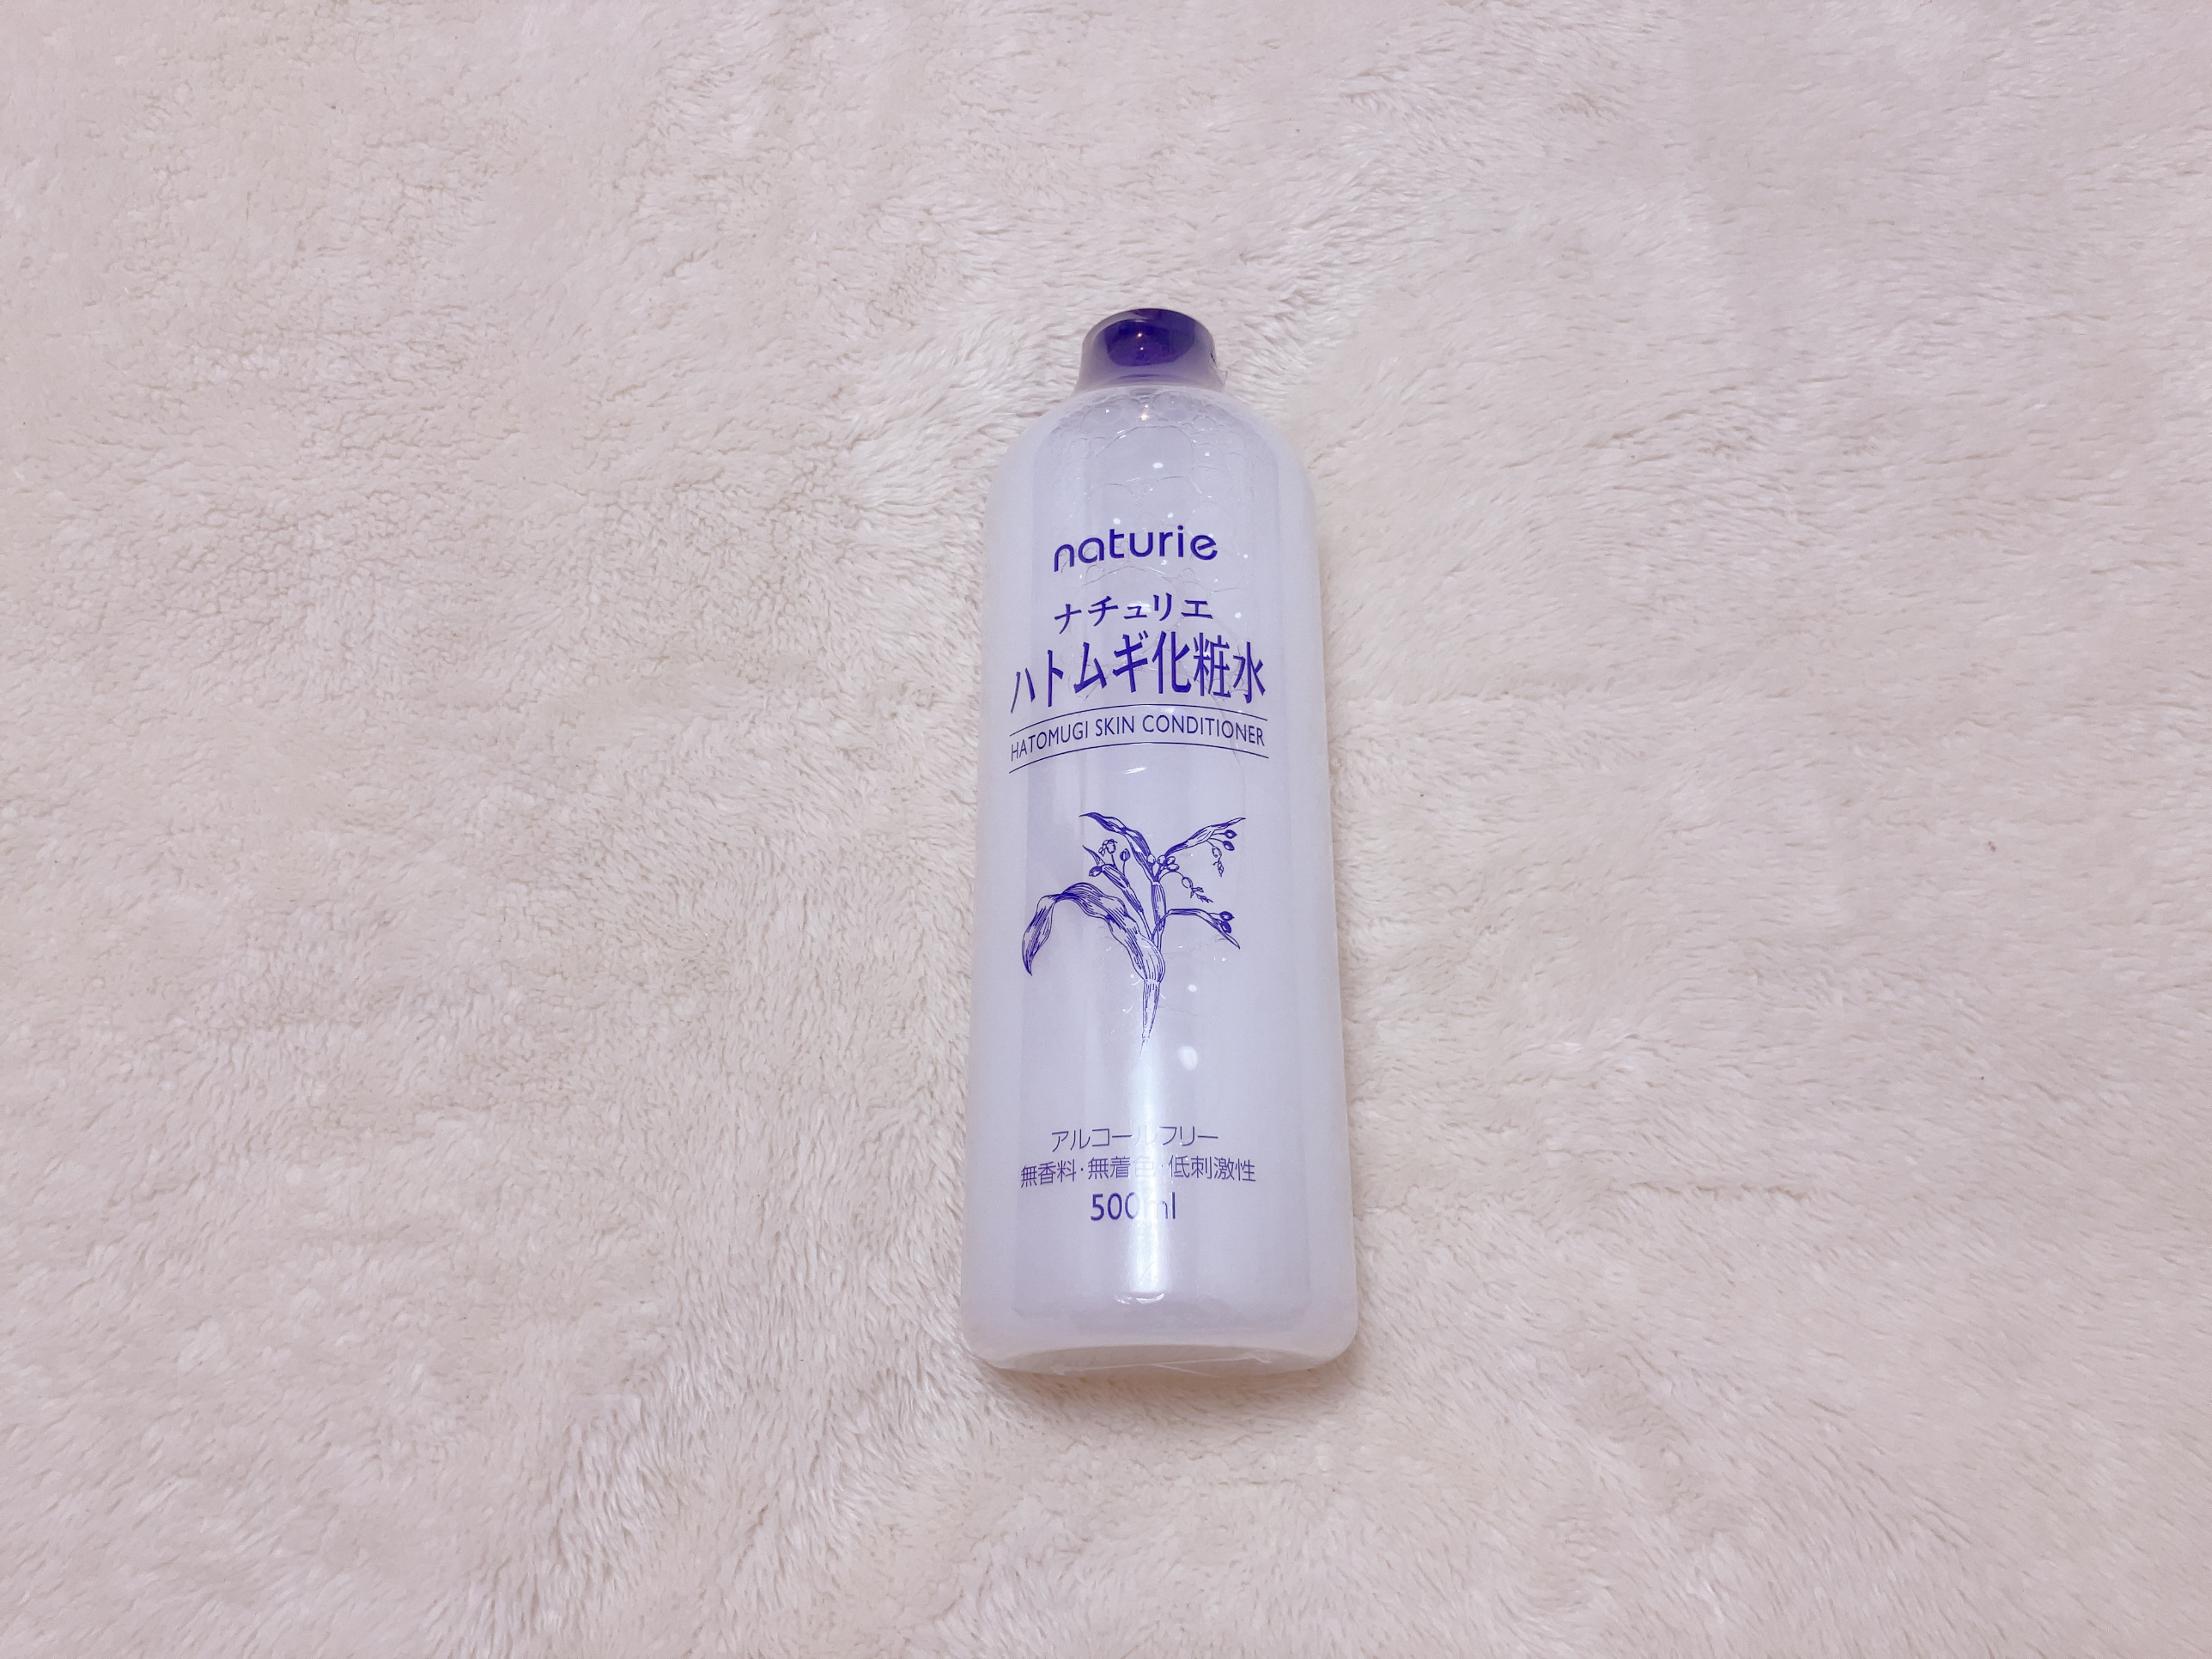 naturie
ナチュリエ
ハトムギ化粧水
HATOMUGI SKIN CONDITIONER
アルコールフリー
無香料·無着色·低刺激性
500ml